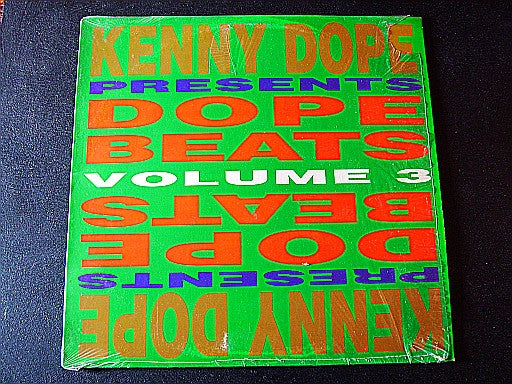 KENNY DOPE
PRESENTS
DOPE
BEATS
VOLUME 3
BEATS
DOPE
PRESENTS
KENNY DOPE